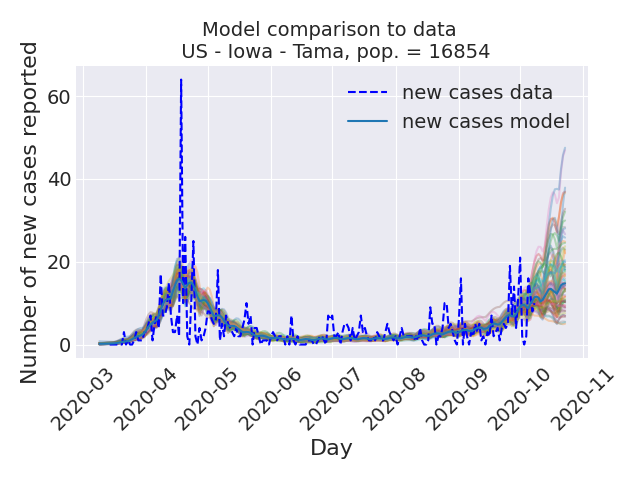 Model comparison to data
US - Iowa - Tama, pop. = 16854
Number of new cases reported
60
40
20
0
new cases data
new cases model
2020-03
2020-04
2020-05
2020-06
2020-07
2020-08
2020-09
2020-10
2020-11
Day